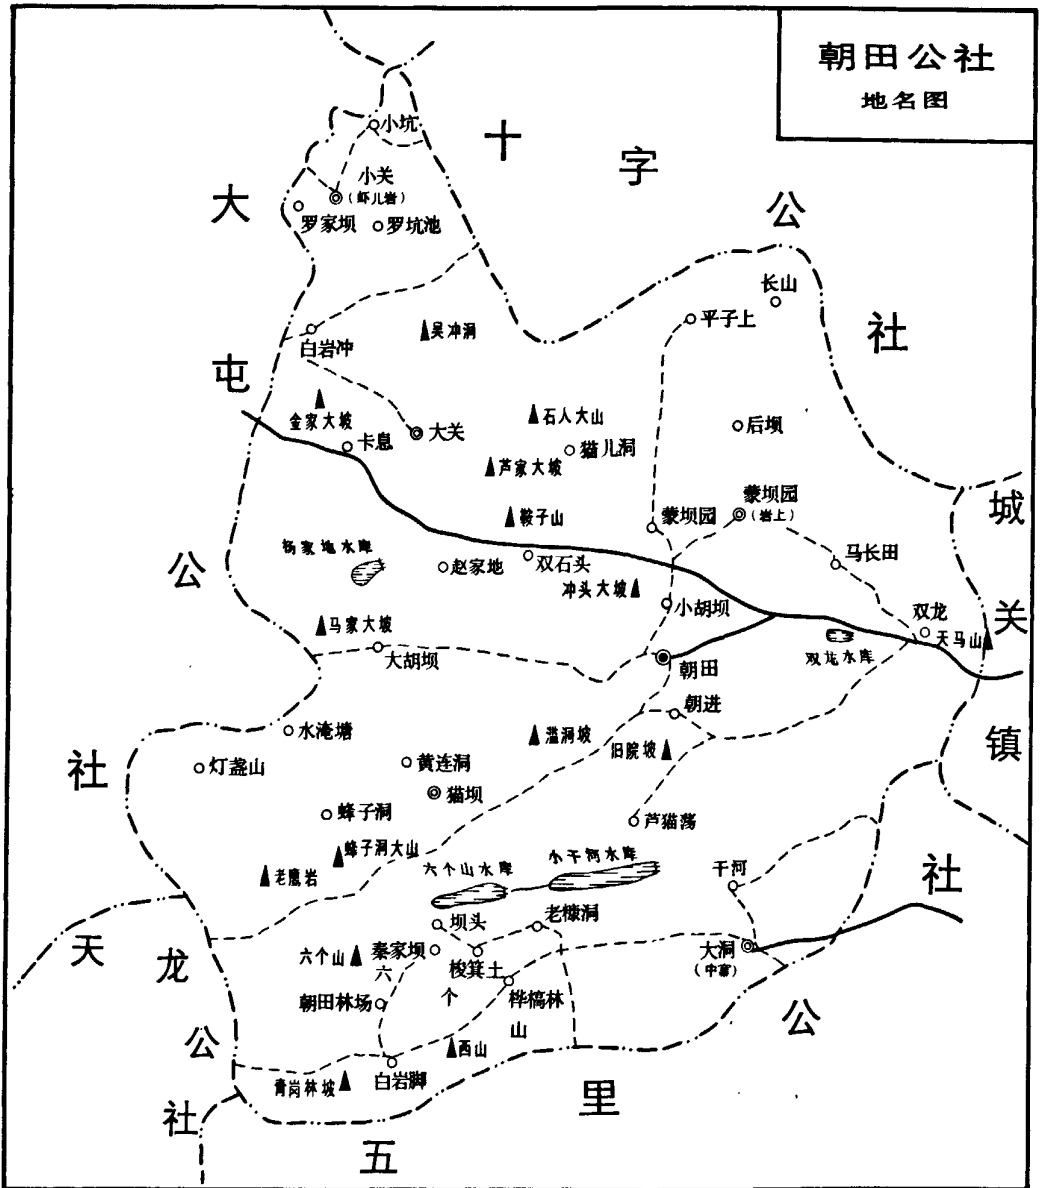 朝田公社
地名图
十字公社
大屯公社
城关镇
天龙公社
五里公社
小坑
小关
(虾儿岩)
罗家坝
罗坑池
长山
平子上
吴冲洞
白岩冲
金家大坡
石人大山
大关
卡息
后坝
猫儿洞
芦家大坡
蒙坝园
(岩上)
鞍子山
蒙坝园
杨家地水库
马长田
赵家地
双石头
冲头大坡
小胡坝
双龙
马家大坡
天马山
大胡坝
双龙水库
朝田
朝进
水淹塘
滥洞坡
旧院坡
灯盏山
黄连洞
猫坝
蜂子洞
芦猫荡
蜂子洞大山
小干河水库
六个山水库
干河
老鹰岩
坝头
老糠洞
六个山
秦家坝
大洞
(中寨)
梭箕土
六个山
朝田林场
桦槁林
西山
青岗林坡
白岩脚